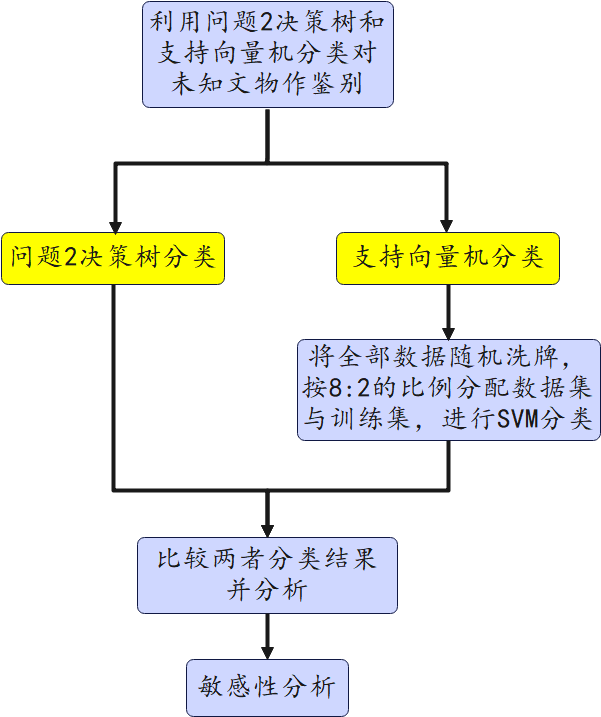 利用问题2决策树和
支持向量机分类对
未知文物作鉴别
问题2决策树分类
支持向量机分类
将全部数据随机洗牌，
按8:2的比例分配数据集
与训练集，进行SVM分类
比较两者分类结果
并分析
敏感性分析